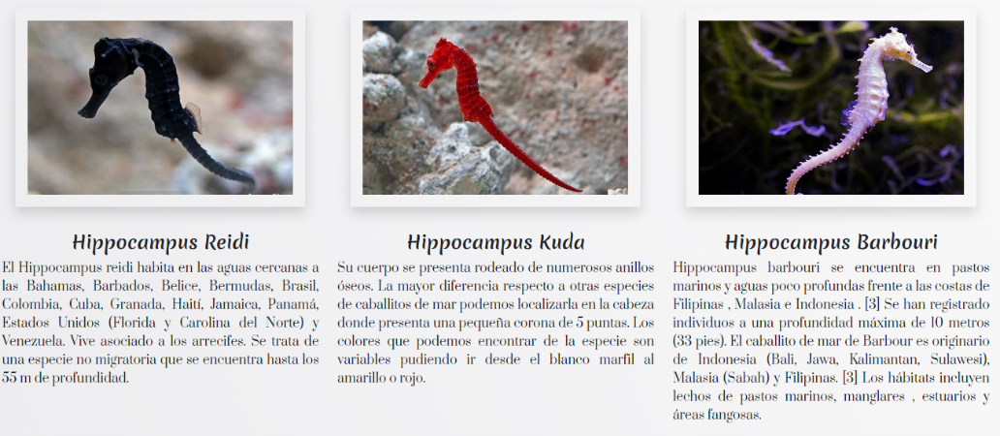 Hippocampus Reidi
El Hippocampus reidi habita en las aguas cercanas a
las Bahamas, Barbados, Belice, Bermudas, Brasil,
Colombia, Cuba, Granada, Haití, Jamaica, Panamá,
Estados Unidos (Florida y Carolina del Norte) y
Venezuela. Vive asociado a los arrecifes. Se trata de
una especie no migratoria que se encuentra hasta los
55 m de profundidad.
Hippocampus Kuda
Su cuerpo se presenta rodeado de numerosos anillos
óseos. La mayor diferencia respecto a otras especies
de caballitos de mar podemos localizarla en la cabeza
donde presenta una pequeña corona de 5 puntas. Los
colores que podemos encontrar de la especie son
variables pudiendo ir desde el blanco marfil al
amarillo o rojo.
Hippocampus Barbouri
Hippocampus barbouri se encuentra en pastos
marinos y aguas poco profundas frente a las costas de
Filipinas , Malasia e Indonesia . [3] Se han registrado
individuos a una profundidad máxima de 10 metros
(33 pies). El caballito de mar de Barbour es originario
de Indonesia (Bali, Jawa, Kalimantan, Sulawesi),
Malasia (Sabah) y Filipinas. [3] Los hábitats incluyen
lechos de pastos marinos, manglares , estuarios y
áreas fangosas.